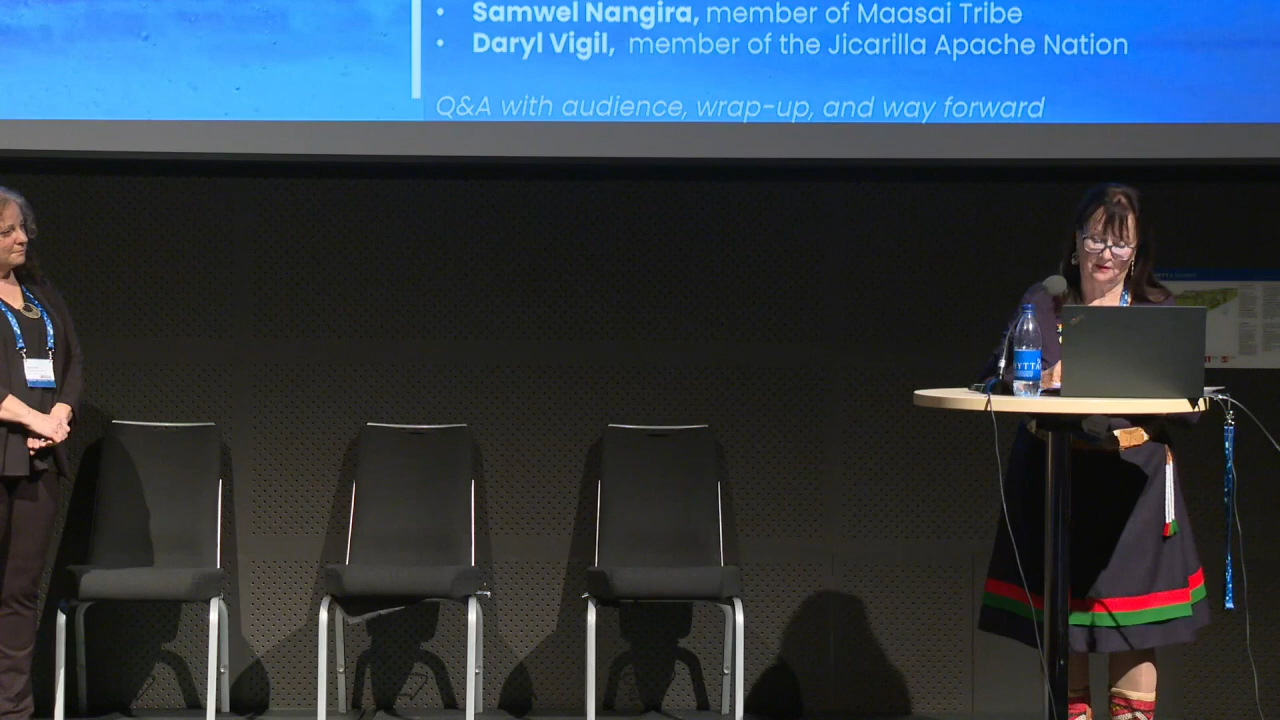 • Samwel Nangira, member of Maasai Tribe
• Daryl Vigil, member of the Jicarilla Apache Nation
Q&A with audience, wrap-up, and way forward